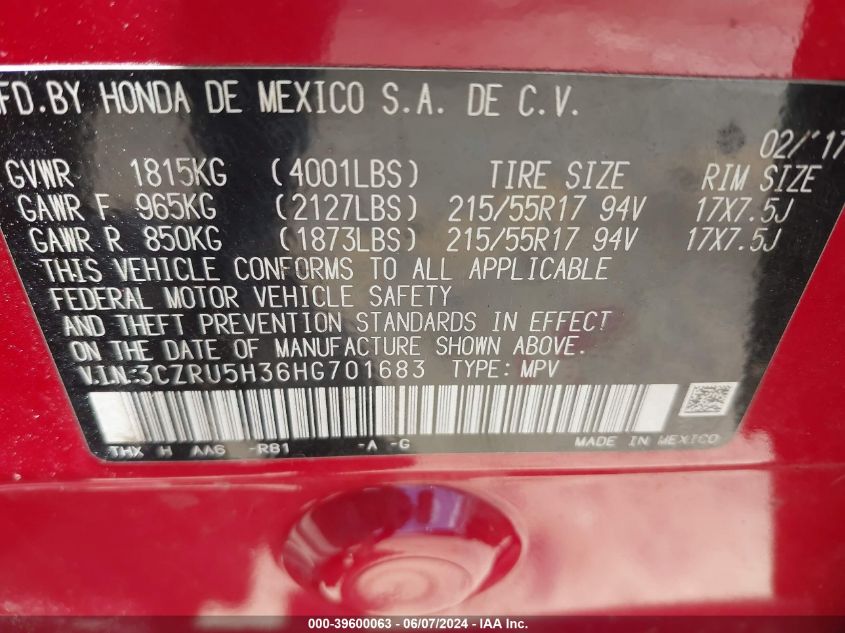 FD.BY HONDA DE MEXICO S.A. DE C.V.
02/'17
GVWR 1815KG (4001LBS) TIRE SIZE RIM SIZE
GAWR F 965KG (2127LBS) 215/55R17 94V 17X7.5J
GAWR R 850KG (1873LBS) 215/55R17 94V 17X7.5J
THIS VEHICLE CONFORMS TO ALL APPLICABLE
FEDERAL MOTOR VEHICLE SAFETY
AND THEFT PREVENTION STANDARDS IN EFFECT
ON THE DATE OF MANUFACTURE SHOWN ABOVE.
V.I.N:3CZRU5H36HG701683 TYPE: MPV
THX H AA6 -RB1 -A -G MADE IN MEXICO
000-39600063 - 06/07/2024 - IAA Inc.